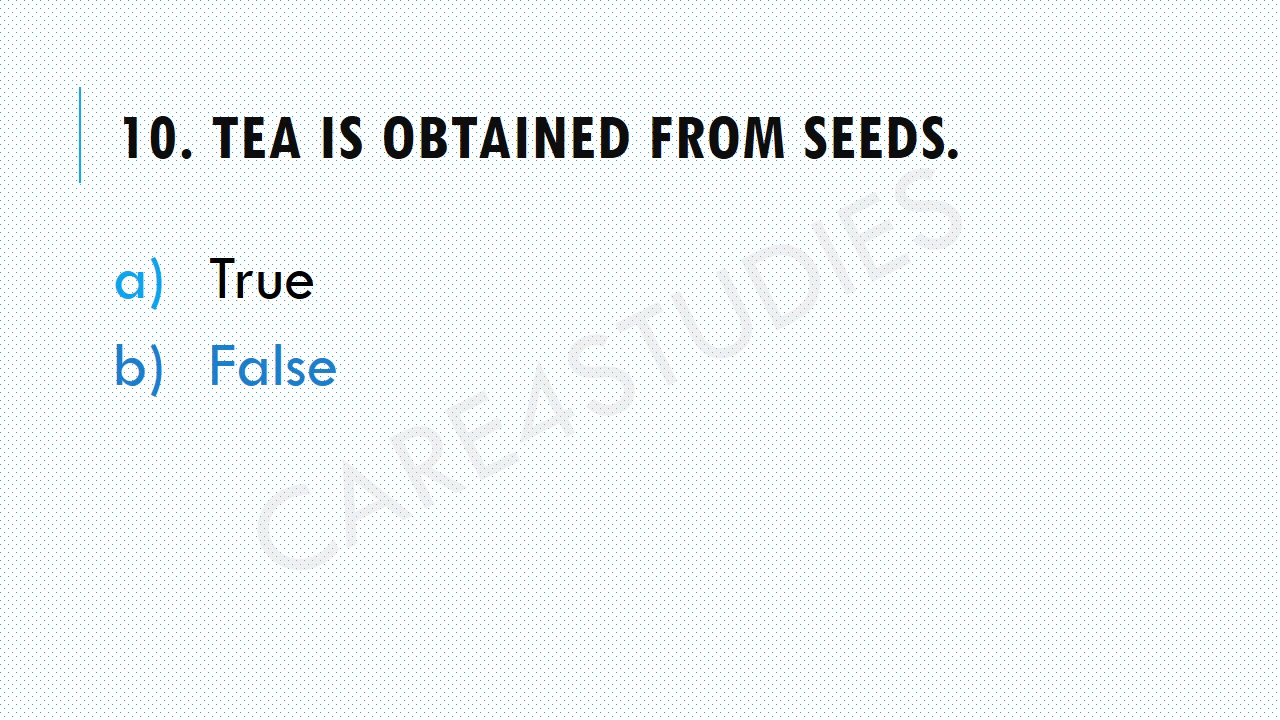 10. TEA IS OBTAINED FROM SEEDS.
a) True
b) False
CARE4STUDIES